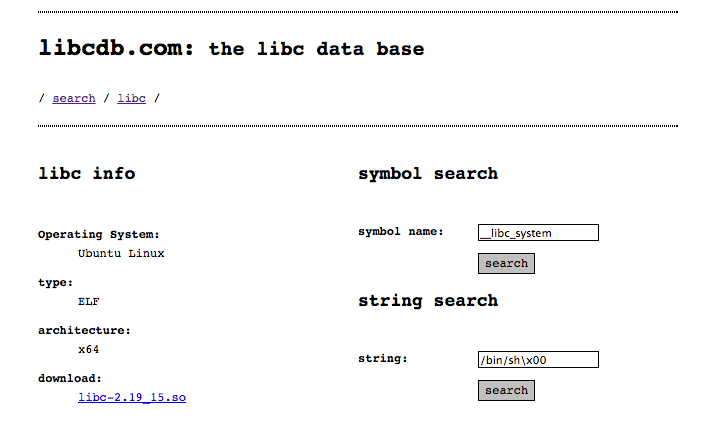 libcdb.com: the libc data base
/ search / libc /
libc info
Operating System:
Ubuntu Linux
type:
ELF
architecture:
x64
download:
libc-2.19_15.so
symbol search
symbol name: __libc_system
search
string search
string: /bin/sh\x00
search